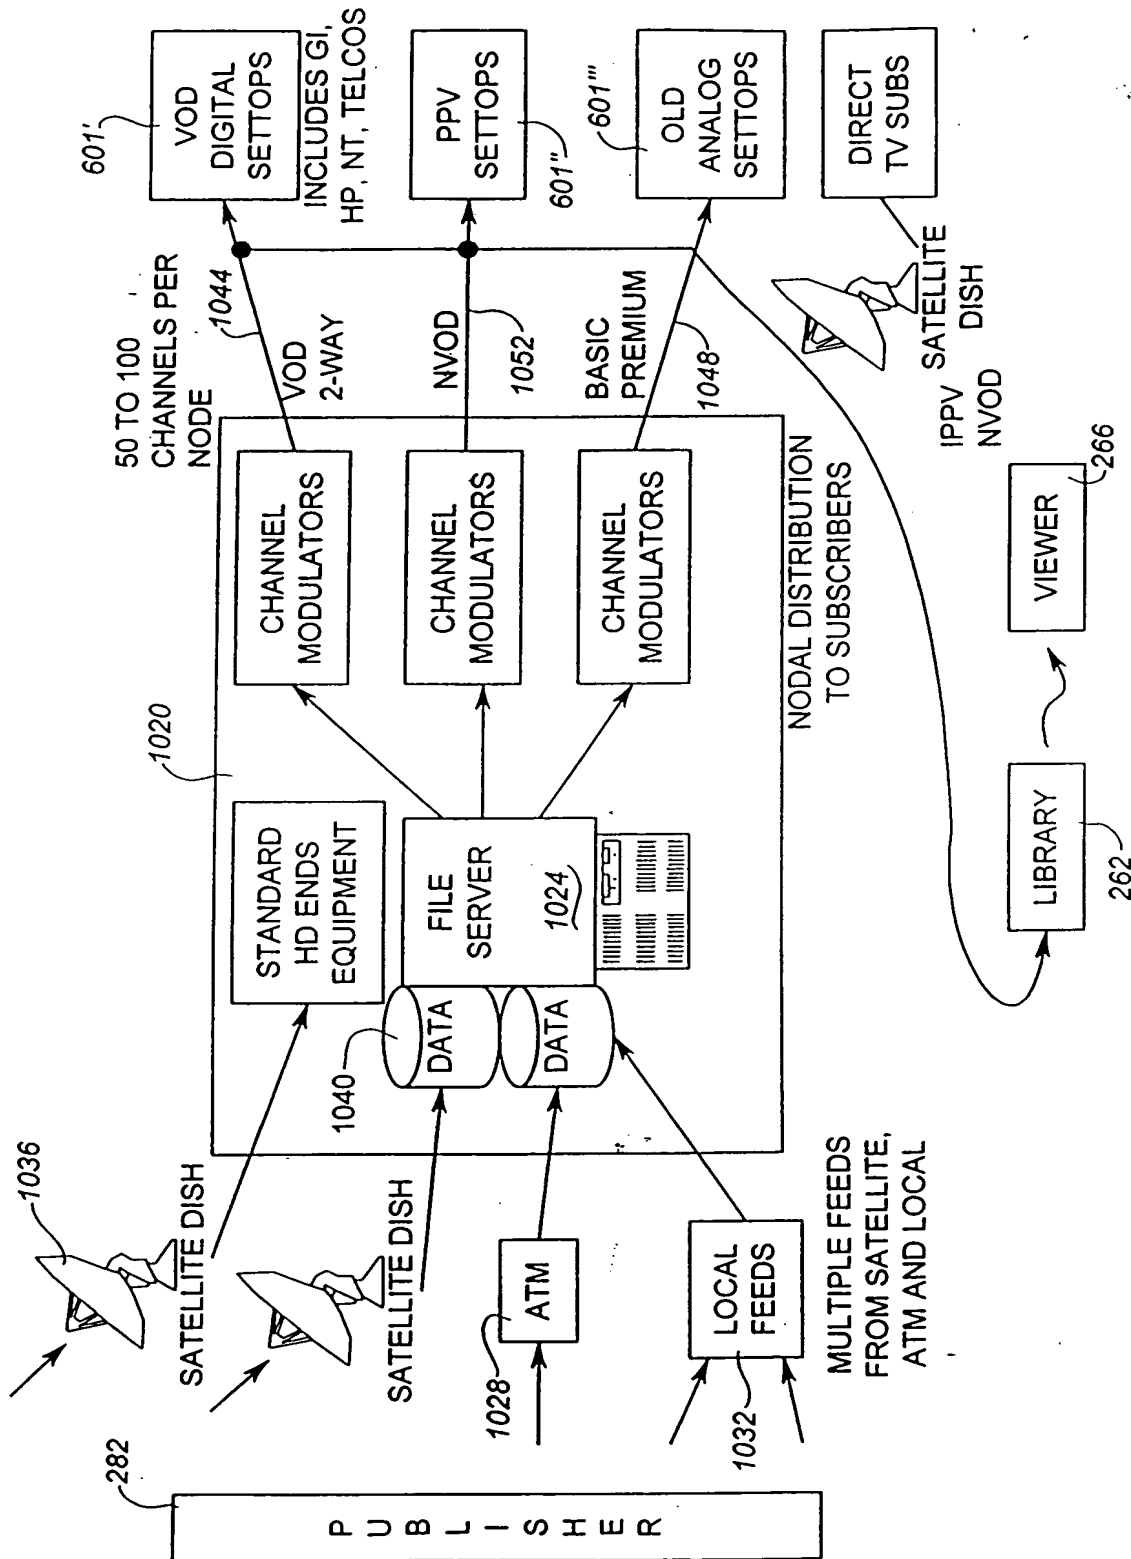 282
PUBLISHER
1036
SATELLITE DISH
SATELLITE DISH
1028
ATM
1032
LOCAL
FEEDS
MULTIPLE FEEDS
FROM SATELLITE,
ATM AND LOCAL
1020
STANDARD
HD ENDS
EQUIPMENT
1040
DATA
DATA
FILE
SERVER
1024
CHANNEL
MODULATORS
CHANNEL
MODULATORS
CHANNEL
MODULATORS
NODAL DISTRIBUTION
TO SUBSCRIBERS
50 TO 100
CHANNELS PER
NODE
1044
VOD
2-WAY
NVOD
1052
BASIC
PREMIUM
1048
601'
VOD
DIGITAL
SETTOPS
INCLUDES GI,
HP, NT, TELCOS
PPV
SETTOPS
601"
601'''
OLD
ANALOG
SETTOPS
DIRECT
TV SUBS
SATELLITE
DISH
IPPV
NVOD
LIBRARY
262
VIEWER
266